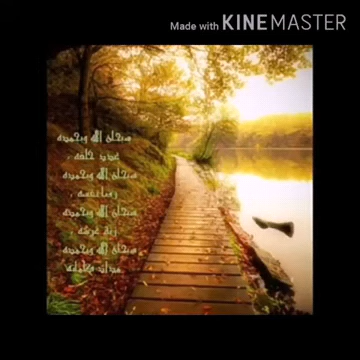 Made with KINEMASTER
سبحان الله وبحمده
عدد خلقه ،
سبحان الله وبحمده
رضا نفسه ،
سبحان الله وبحمده
زنة عرشه ،
سبحان الله وبحمده
مداد كلماته